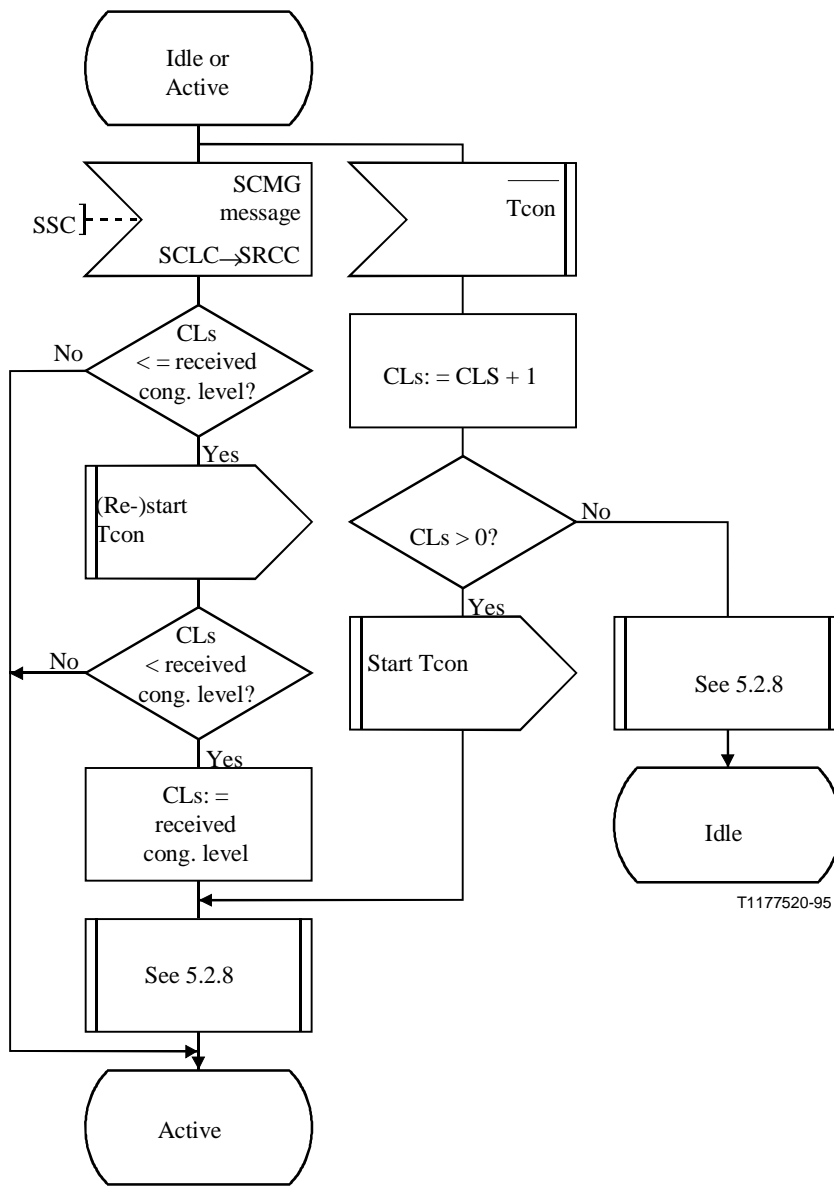 Idle or
Active
SSC
SCMG
message
SCLC→SRCC
Tcon
CLs
< = received
cong. level?
No
Yes
CLs: = CLS + 1
(Re-)start
Tcon
CLs > 0?
No
Yes
CLs
< received
cong. level?
No
Yes
Start Tcon
See 5.2.8
CLs: =
received
cong. level
Idle
T1177520-95
See 5.2.8
Active